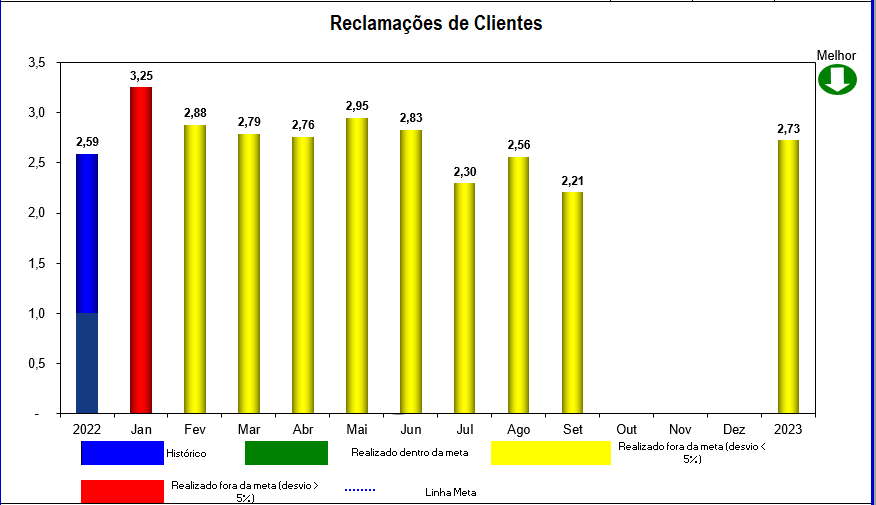 Reclamações de Clientes
Melhor
3,5
3,0
2,5
2,0
1,5
1,0
0,5
-
2,59
3,25
2,88
2,79
2,76
2,95
2,83
2,30
2,56
2,21
2,73
2022 Jan Fev Mar Abr Mai Jun Jul Ago Set Out Nov Dez 2023
Histórico
Realizado dentro da meta
Realizado fora da meta (desvio <
5%)
Realizado fora da meta (desvio >
5%)
Linha Meta